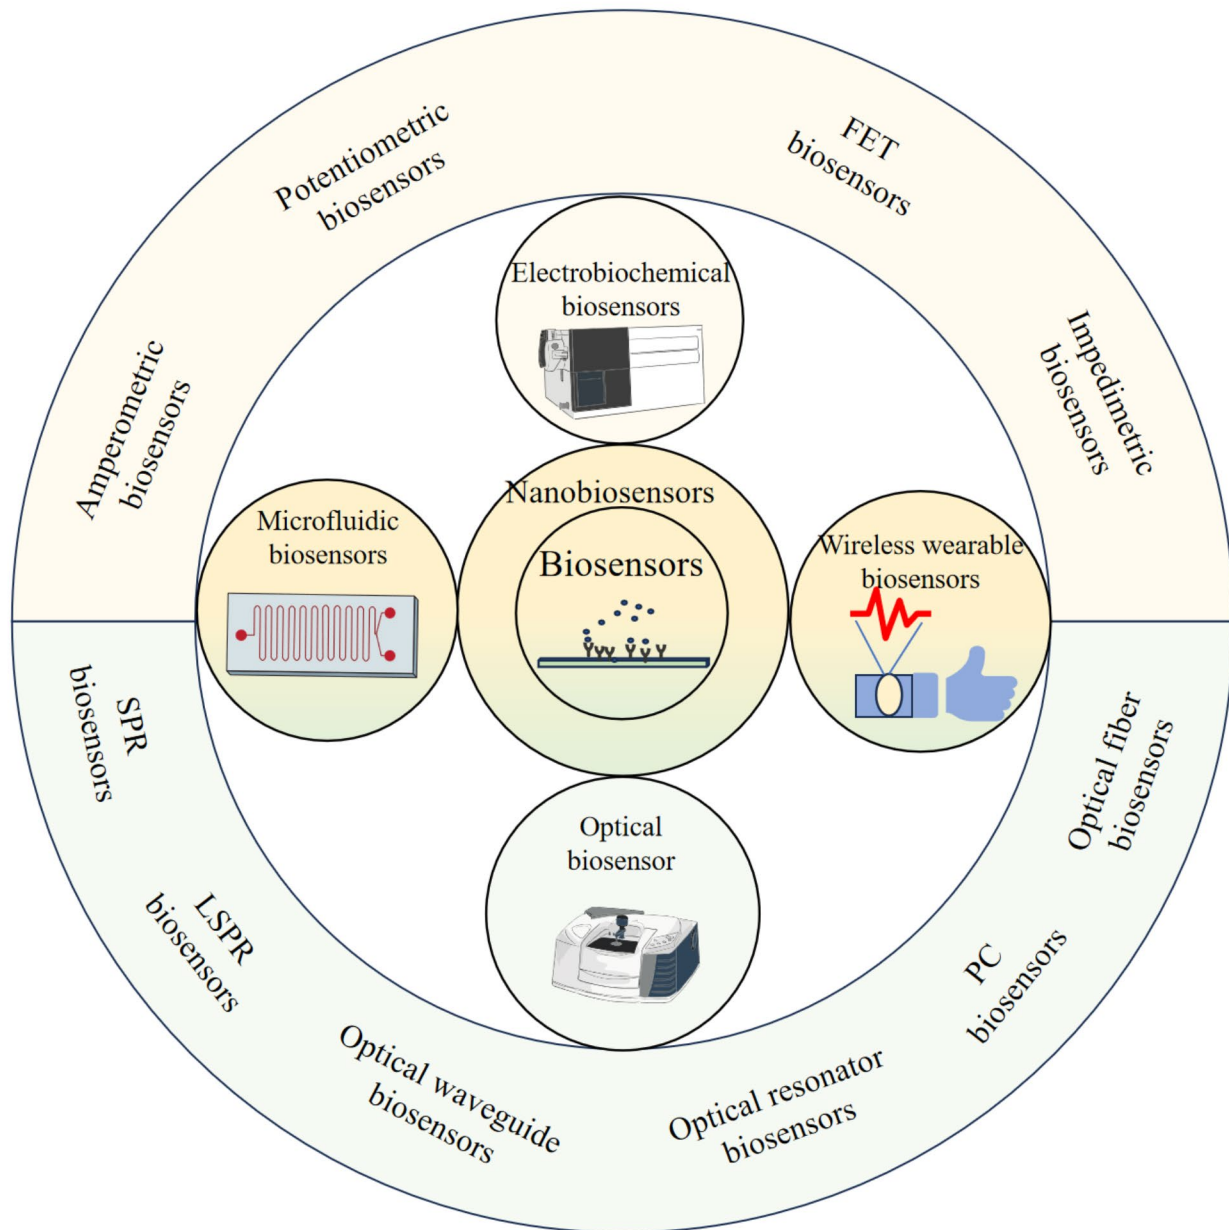 Potentiometric
biosensors
FET
biosensors
Amperometric
biosensors
Impedimetric
biosensors
Electrobiochemical
biosensors
Nanobiosensors
Biosensors
Microfluidic
biosensors
Wireless wearable
biosensors
Optical
biosensor
SPR
biosensors
LSPR
biosensors
Optical waveguide
biosensors
Optical resonator
biosensors
PC
biosensors
Optical fiber
biosensors